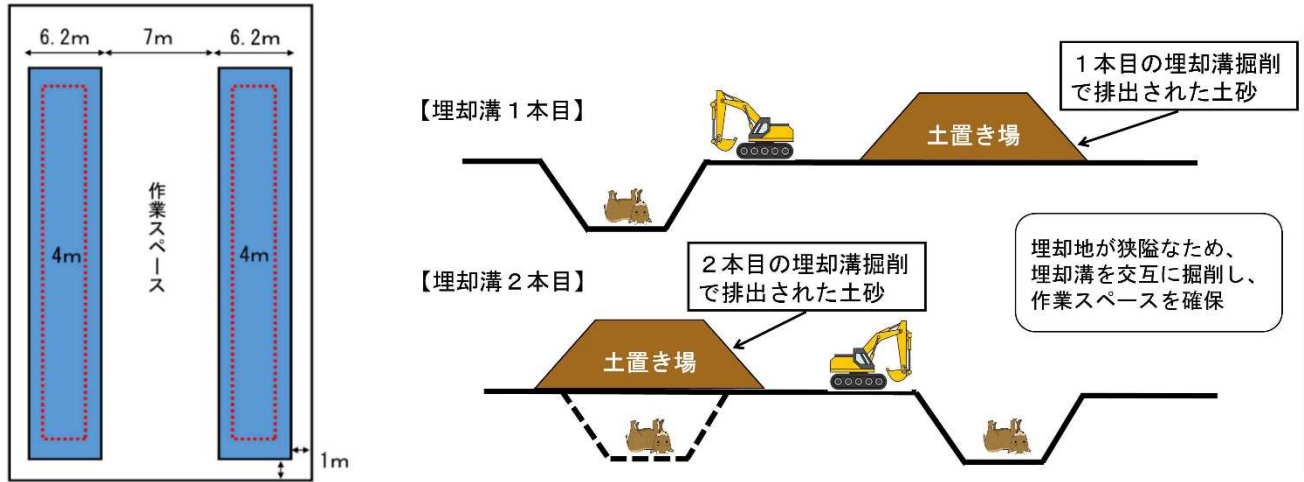 6.2m 7m 6.2m
作業スペース
4m 4m
1m
【埋却溝１本目】
１本目の埋却溝掘削
で排出された土砂
土置き場
【埋却溝２本目】
２本目の埋却溝掘削
で排出された土砂
土置き場
埋却地が狭隘なため、
埋却溝を交互に掘削し、
作業スペースを確保